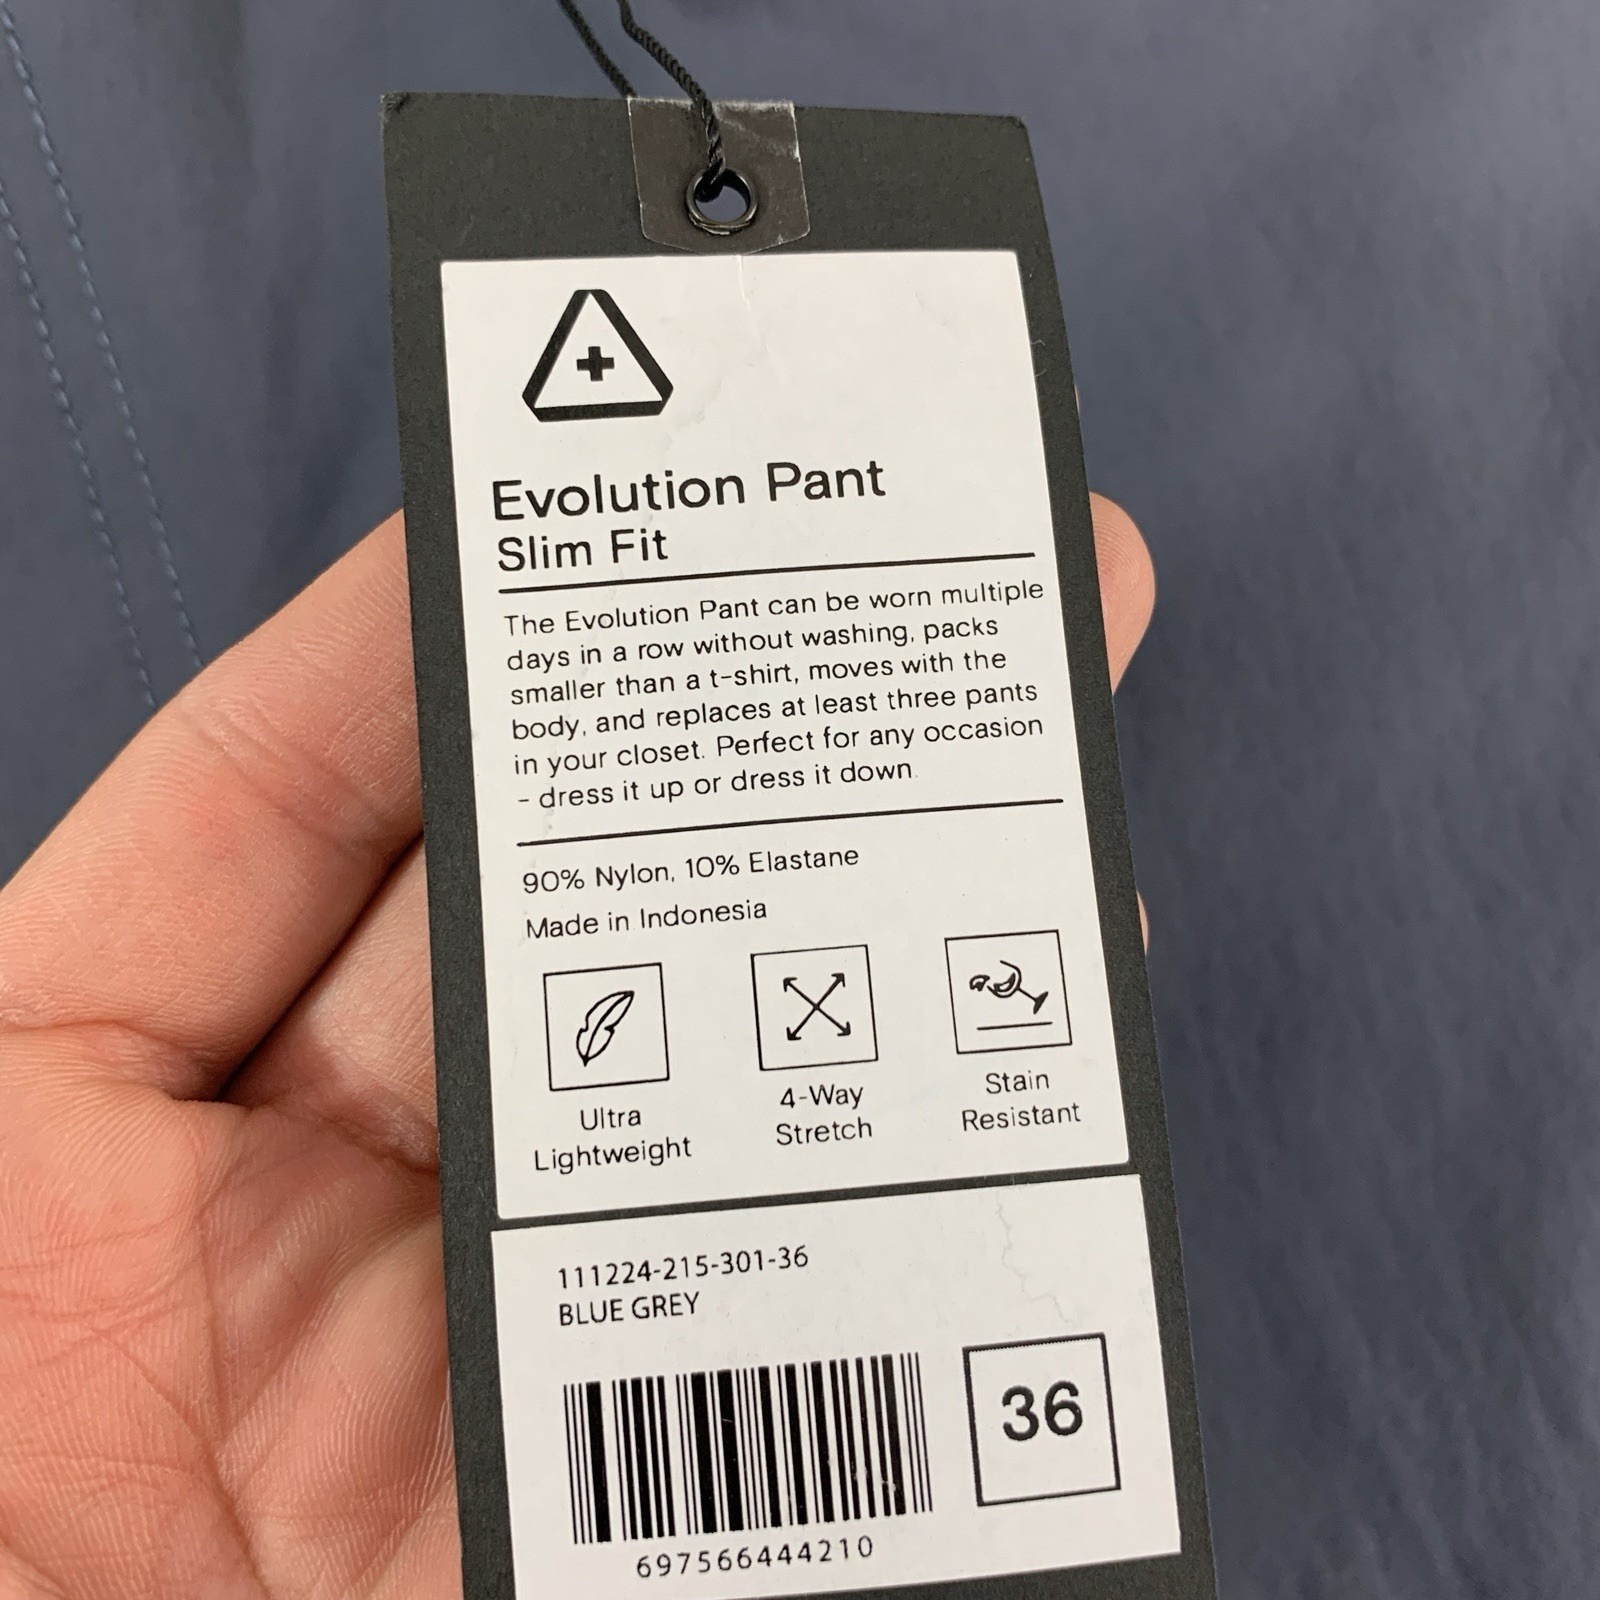 Evolution Pant
Slim Fit
The Evolution Pant can be worn multiple
days in a row without washing, packs
smaller than a t-shirt, moves with the
body, and replaces at least three pants
in your closet. Perfect for any occasion
- dress it up or dress it down.
90% Nylon, 10% Elastane
Made in Indonesia
Ultra
Lightweight
4-Way
Stretch
Stain
Resistant
111224-215-301-36
BLUE GREY
36
697566444210